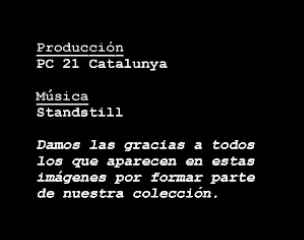 Producción
PC 21 Catalunya
Música
Standstill
Damos las gracias a todos
los que aparecen en estas
imágenes por formar parte
de nuestra colección.